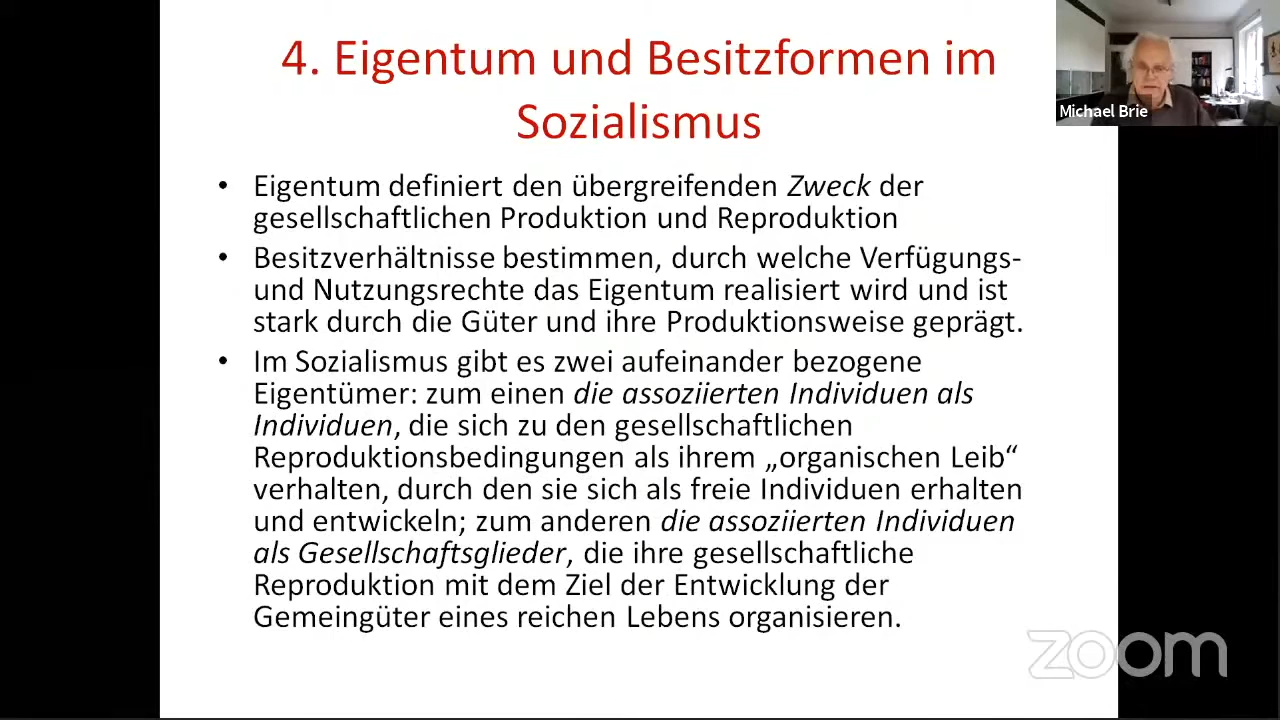 4. Eigentum und Besitzformen im
Sozialismus
Michael Brie
• Eigentum definiert den übergreifenden Zweck der
gesellschaftlichen Produktion und Reproduktion
• Besitzverhältnisse bestimmen, durch welche Verfügungs-
und Nutzungsrechte das Eigentum realisiert wird und ist
stark durch die Güter und ihre Produktionsweise geprägt.
• Im Sozialismus gibt es zwei aufeinander bezogene
Eigentümer: zum einen die assoziierten Individuen als
Individuen, die sich zu den gesellschaftlichen
Reproduktionsbedingungen als ihrem „organischen Leib“
verhalten, durch den sie sich als freie Individuen erhalten
und entwickeln; zum anderen die assoziierten Individuen
als Gesellschaftsglieder, die ihre gesellschaftliche
Reproduktion mit dem Ziel der Entwicklung der
Gemeingüter eines reichen Lebens organisieren.
zoom